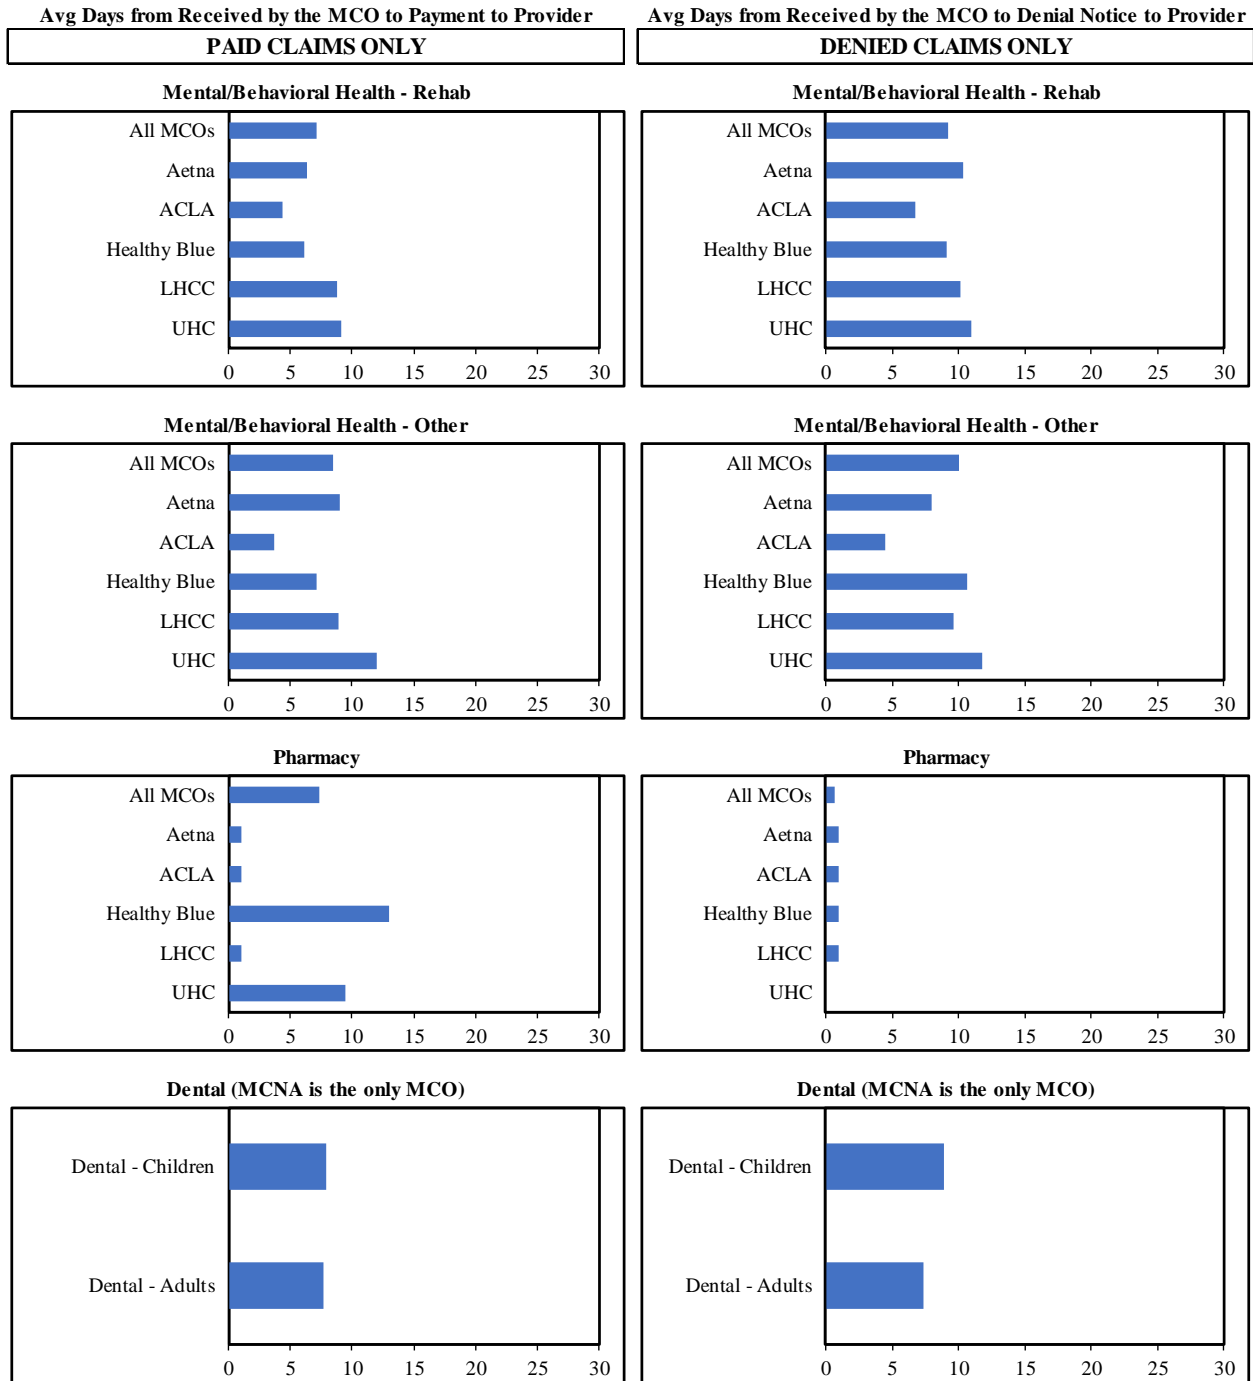 Avg Days from Received by the MCO to Payment to Provider
PAID CLAIMS ONLY
Avg Days from Received by the MCO to Denial Notice to Provider
DENIED CLAIMS ONLY
Mental/Behavioral Health - Rehab
All MCOs
Aetna
ACLA
Healthy Blue
LHCC
UHC
0 5 10 15 20 25 30
Mental/Behavioral Health - Rehab
All MCOs
Aetna
ACLA
Healthy Blue
LHCC
UHC
0 5 10 15 20 25 30
Mental/Behavioral Health - Other
All MCOs
Aetna
ACLA
Healthy Blue
LHCC
UHC
0 5 10 15 20 25 30
Mental/Behavioral Health - Other
All MCOs
Aetna
ACLA
Healthy Blue
LHCC
UHC
0 5 10 15 20 25 30
Pharmacy
All MCOs
Aetna
ACLA
Healthy Blue
LHCC
UHC
0 5 10 15 20 25 30
Pharmacy
All MCOs
Aetna
ACLA
Healthy Blue
LHCC
UHC
0 5 10 15 20 25 30
Dental (MCNA is the only MCO)
Dental - Children
Dental - Adults
0 5 10 15 20 25 30
Dental (MCNA is the only MCO)
Dental - Children
Dental - Adults
0 5 10 15 20 25 30